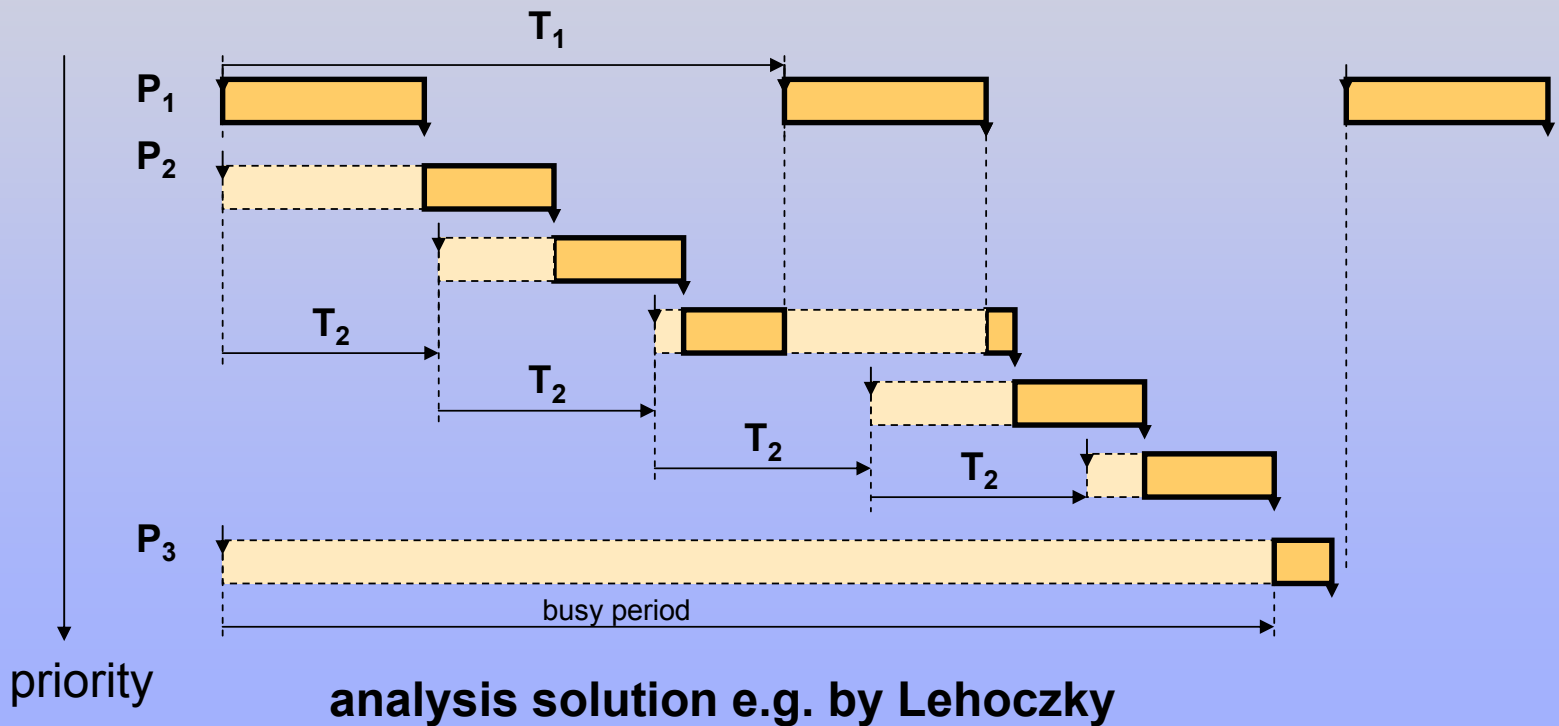 T₁
P₁
P₂
T₂
T₂
T₂
T₂
P₃
busy period
priority
analysis solution e.g. by Lehoczky